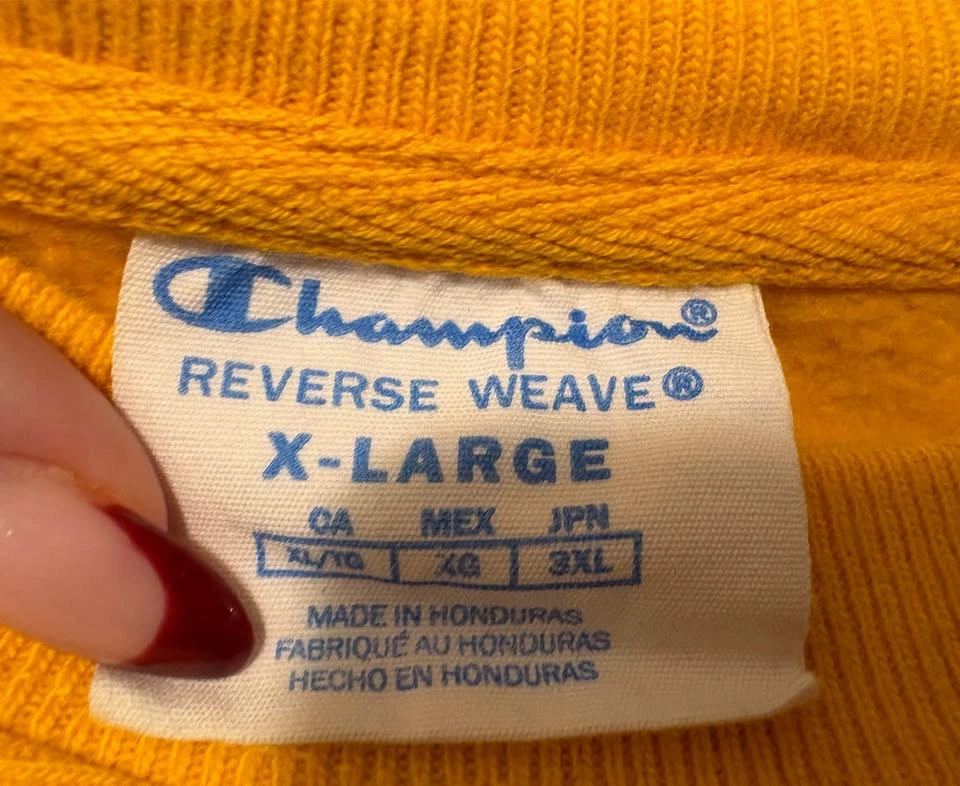 Champion®
REVERSE WEAVE®
X-LARGE
CA MEX JPN
XL/TG XG 3XL
MADE IN HONDURAS
FABRIQUÉ AU HONDURAS
HECHO EN HONDURAS